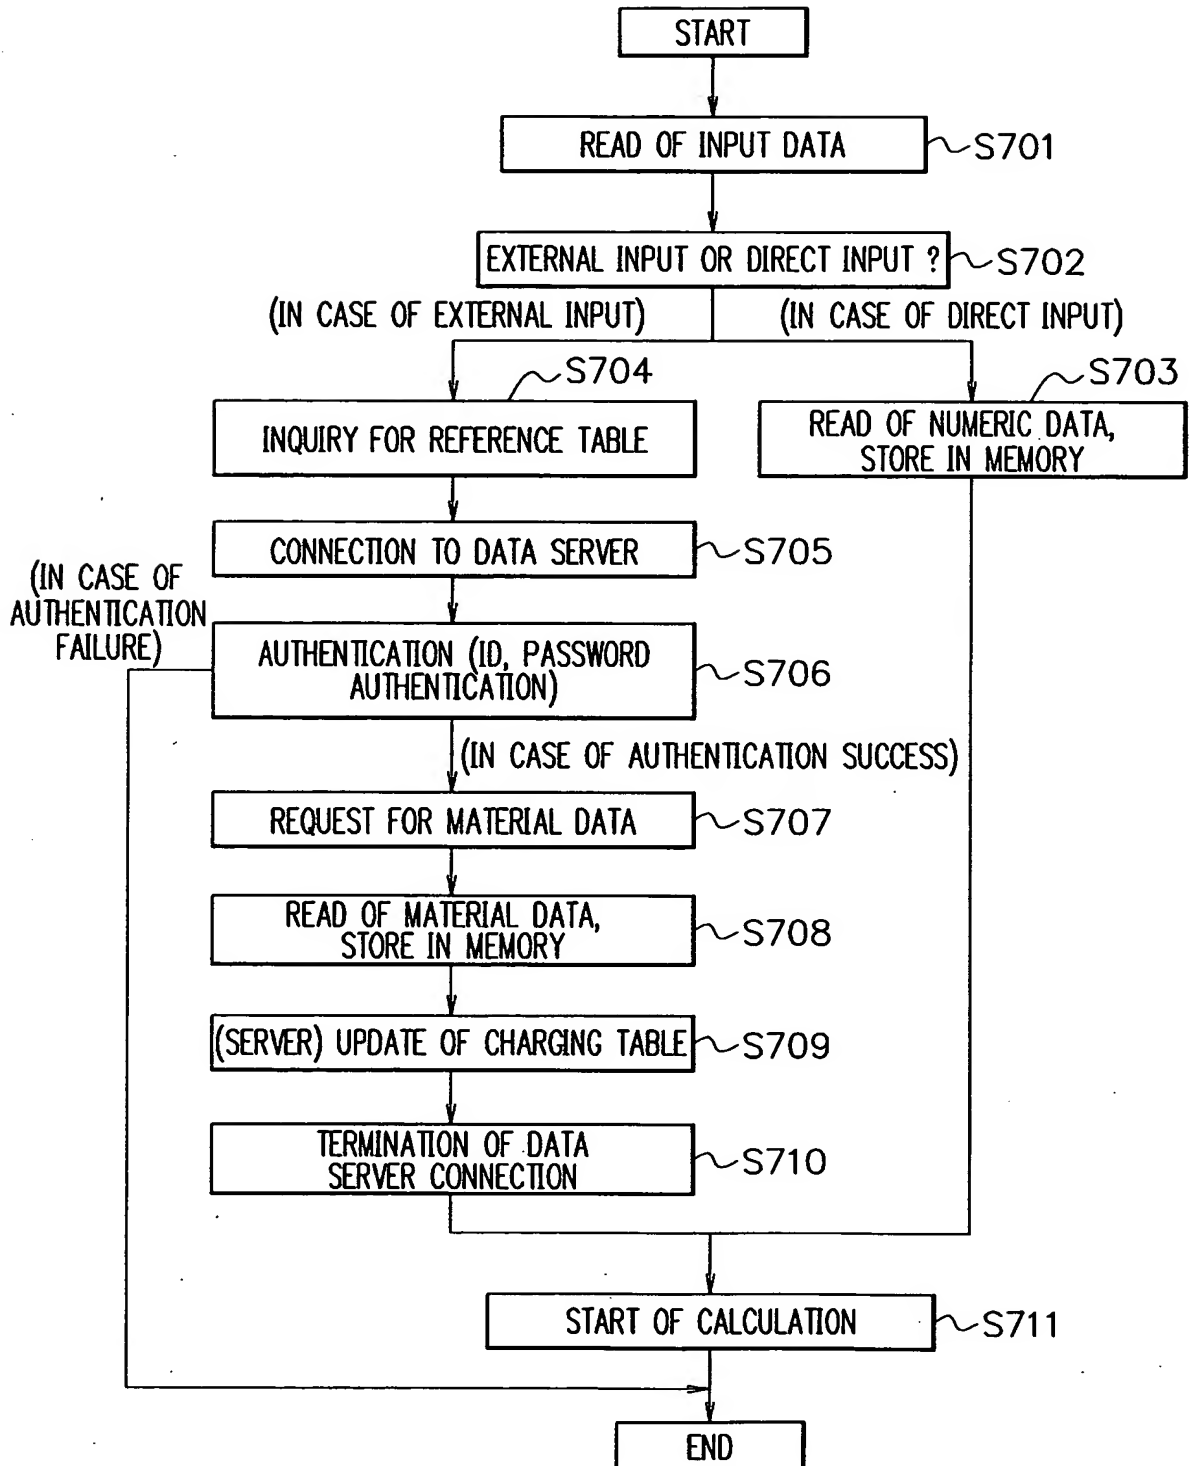 START
READ OF INPUT DATA
S701
EXTERNAL INPUT OR DIRECT INPUT ?
S702
(IN CASE OF EXTERNAL INPUT)
(IN CASE OF DIRECT INPUT)
S704
S703
INQUIRY FOR REFERENCE TABLE
READ OF NUMERIC DATA,
STORE IN MEMORY
CONNECTION TO DATA SERVER
S705
(IN CASE OF
AUTHENTICATION
FAILURE)
AUTHENTICATION (ID, PASSWORD
AUTHENTICATION)
S706
(IN CASE OF AUTHENTICATION SUCCESS)
REQUEST FOR MATERIAL DATA
S707
READ OF MATERIAL DATA,
STORE IN MEMORY
S708
(SERVER) UPDATE OF CHARGING TABLE
S709
TERMINATION OF DATA
SERVER CONNECTION
S710
START OF CALCULATION
S711
END